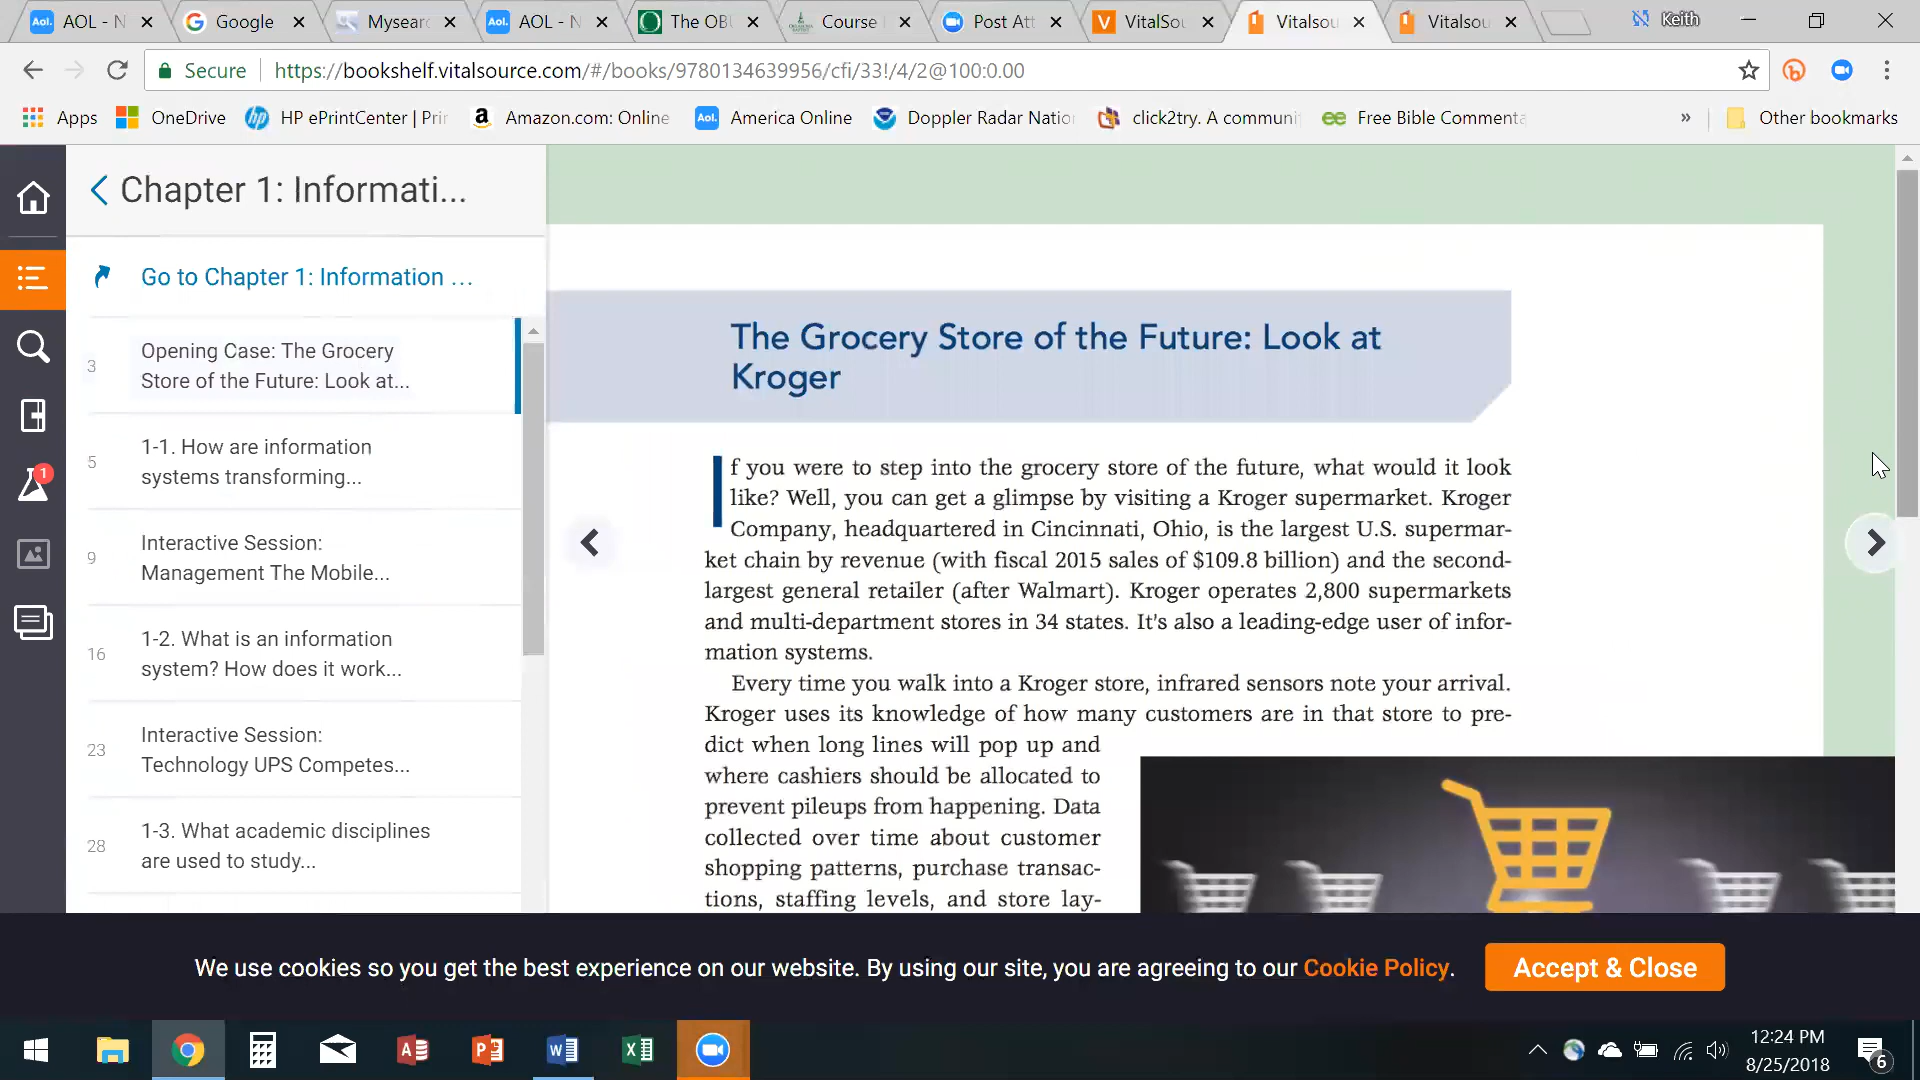 AOL - N
Google
Mysearc
AOL - N
The OBU
Course
Post Att
VitalSou
Vitalsou
Vitalsou
Keith
Secure
https://bookshelf.vitalsource.com/#/books/9780134639956/cfi/33!/4/2@100:0.00
Apps
OneDrive
HP ePrintCenter | Prin
Amazon.com: Online
America Online
Doppler Radar Natio
click2try. A communi
Free Bible Commenta
»
Other bookmarks
Chapter 1: Informati...
Go to Chapter 1: Information ...
3
Opening Case: The Grocery
Store of the Future: Look at...
5
1-1. How are information
systems transforming...
9
Interactive Session:
Management The Mobile...
16
1-2. What is an information
system? How does it work...
23
Interactive Session:
Technology UPS Competes...
28
1-3. What academic disciplines
are used to study...
1
The Grocery Store of the Future: Look at
Kroger
If you were to step into the grocery store of the future, what would it look
like? Well, you can get a glimpse by visiting a Kroger supermarket. Kroger
Company, headquartered in Cincinnati, Ohio, is the largest U.S. supermar-
ket chain by revenue (with fiscal 2015 sales of $109.8 billion) and the second-
largest general retailer (after Walmart). Kroger operates 2,800 supermarkets
and multi-department stores in 34 states. It's also a leading-edge user of infor-
mation systems.
Every time you walk into a Kroger store, infrared sensors note your arrival.
Kroger uses its knowledge of how many customers are in that store to pre-
dict when long lines will pop up and
where cashiers should be allocated to
prevent pileups from happening. Data
collected over time about customer
shopping patterns, purchase transac-
tions, staffing levels, and store lay-
We use cookies so you get the best experience on our website. By using our site, you are agreeing to our Cookie Policy.
Accept & Close
12:24 PM
8/25/2018
6